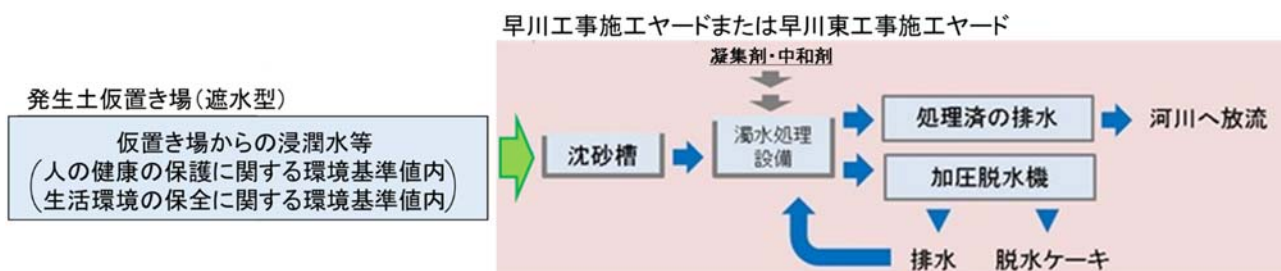 早川工事施工ヤードまたは早川東工事施工ヤード
凝集剤・中和剤
発生土仮置き場(遮水型)
仮置き場からの浸潤水等
(人の健康の保護に関する環境基準値内)
(生活環境の保全に関する環境基準値内)
沈砂槽
濁水処理
設備
処理済の排水
河川へ放流
加圧脱水機
排水
脱水ケーキ